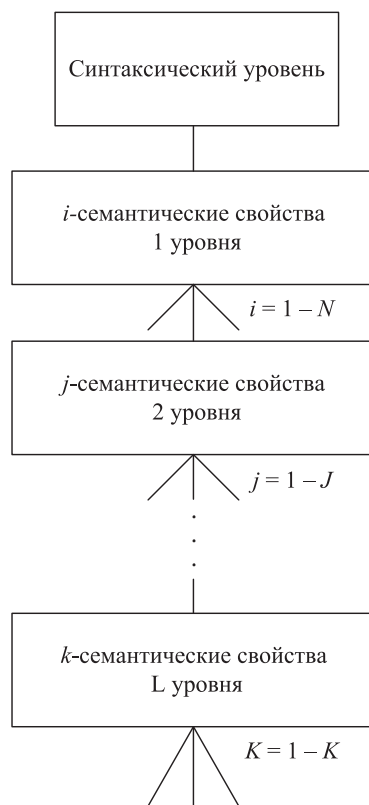 Синтаксический уровень
i-семантические свойства
1 уровня
i = 1 – N
j-семантические свойства
2 уровня
j = 1 – J
k-семантические свойства
L уровня
K = 1 – K